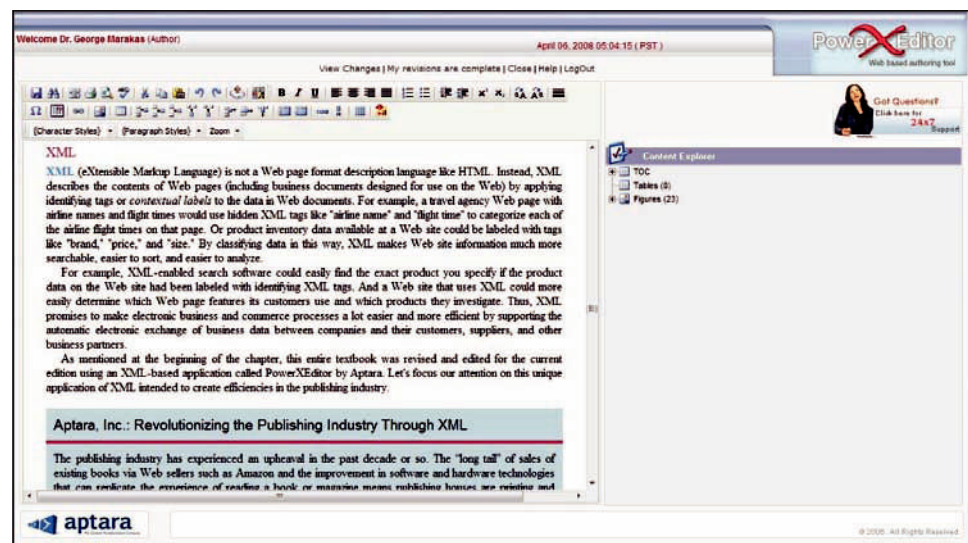 Welcome Dr. George Marakas (Author)
April 06, 2008 05:04:15 ( PST )
PowerXEditor
Web based authoring tool
View Changes | My revisions are complete | Close | Help | LogOut
Got Questions?
Click here for
24x7
Support
{Character Styles} {Paragraph Styles} Zoom
Content Explorer
TOC
Tables (0)
Figures (23)
XML
XML (eXtensible Markup Language) is not a Web page format description language like HTML. Instead, XML
describes the contents of Web pages (including business documents designed for use on the Web) by applying
identifying tags or contextual labels to the data in Web documents. For example, a travel agency Web page with
airline names and flight times would use hidden XML tags like "airline name" and "flight time" to categorize each of
the airline flight times on that page. Or product inventory data available at a Web site could be labeled with tags
like "brand," "price," and "size." By classifying data in this way, XML makes Web site information much more
searchable, easier to sort, and easier to analyze.
For example, XML-enabled search software could easily find the exact product you specify if the product
data on the Web site had been labeled with identifying XML tags. And a Web site that uses XML could more
easily determine which Web page features its customers use and which products they investigate. Thus, XML
promises to make electronic business and commerce processes a lot easier and more efficient by supporting the
automatic electronic exchange of business data between companies and their customers, suppliers, and other
business partners.
As mentioned at the beginning of the chapter, this entire textbook was revised and edited for the current
edition using an XML-based application called PowerXEditor by Aptara. Let's focus our attention on this unique
application of XML intended to create efficiencies in the publishing industry.
Aptara, Inc.: Revolutionizing the Publishing Industry Through XML
The publishing industry has experienced an upheaval in the past decade or so. The "long tail" of sales of
existing books via Web sellers such as Amazon and the improvement in software and hardware technologies
that can replicate the experience of reading a book or magazine means publishing houses are printing and
aptara
All Rights Reserved